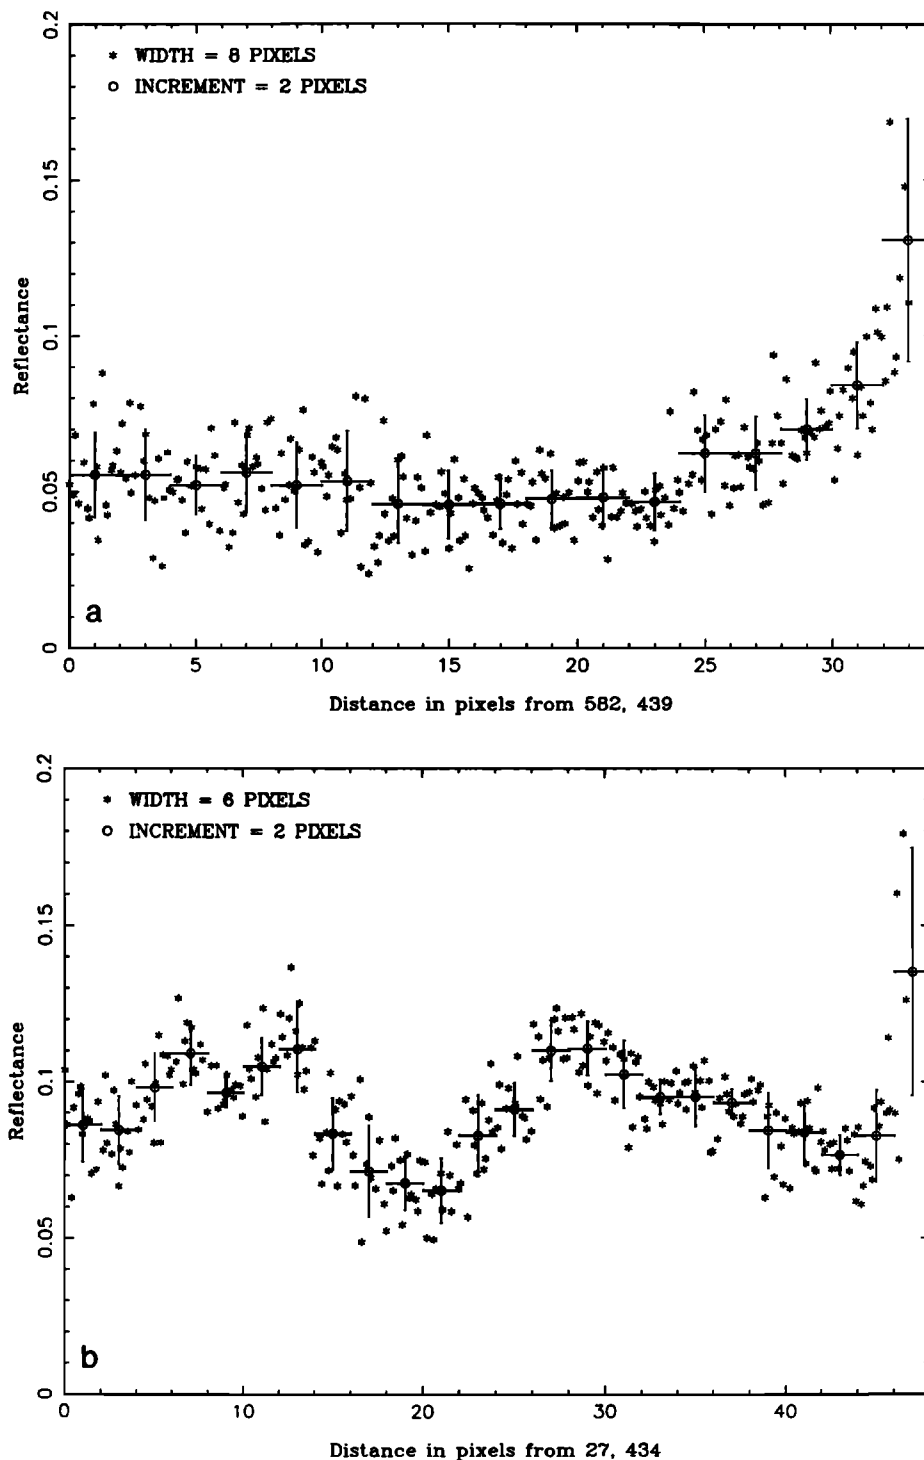 0.2
* WIDTH = 8 PIXELS
o INCREMENT = 2 PIXELS
0.15
0.1
0.05
0
Reflectance
a
0 5 10 15 20 25 30
Distance in pixels from 582, 439
0.2
* WIDTH = 6 PIXELS
o INCREMENT = 2 PIXELS
0.15
0.1
0.05
0
Reflectance
b
0 10 20 30 40
Distance in pixels from 27, 434